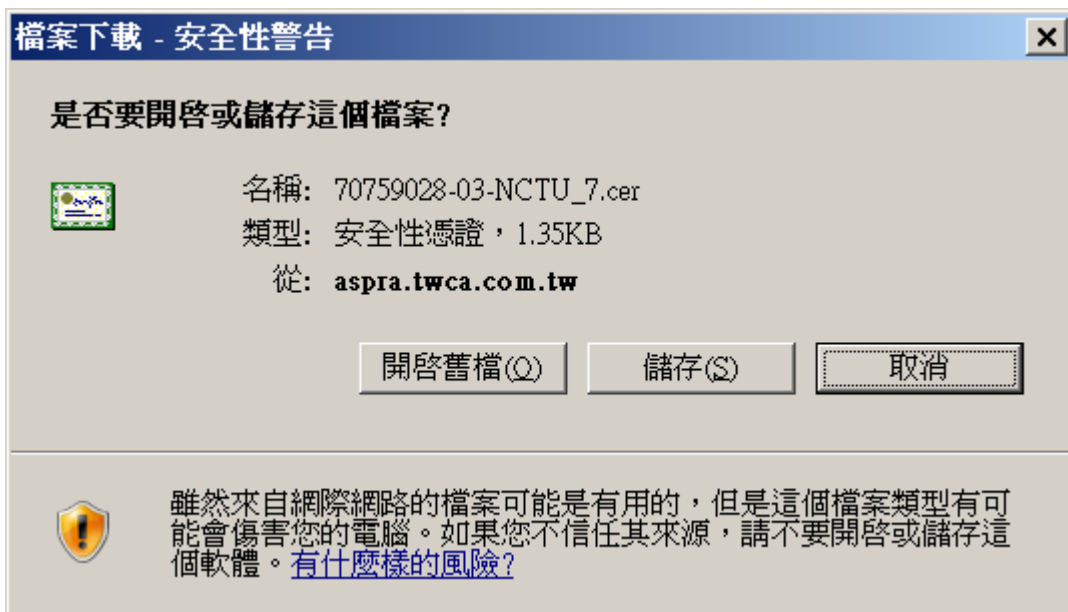 檔案下載 - 安全性警告
是否要開啓或儲存這個檔案?
名稱: 70759028-03-NCTU_7.cer
類型: 安全性憑證，1.35KB
從: aspra.twca.com.tw
開啓舊檔(O) 儲存(S) 取消
雖然來自網際網路的檔案可能是有用的，但是這個檔案類型有可
能會傷害您的電腦。如果您不信任其來源，請不要開啓或儲存這
個軟體。有什麼樣的風險?